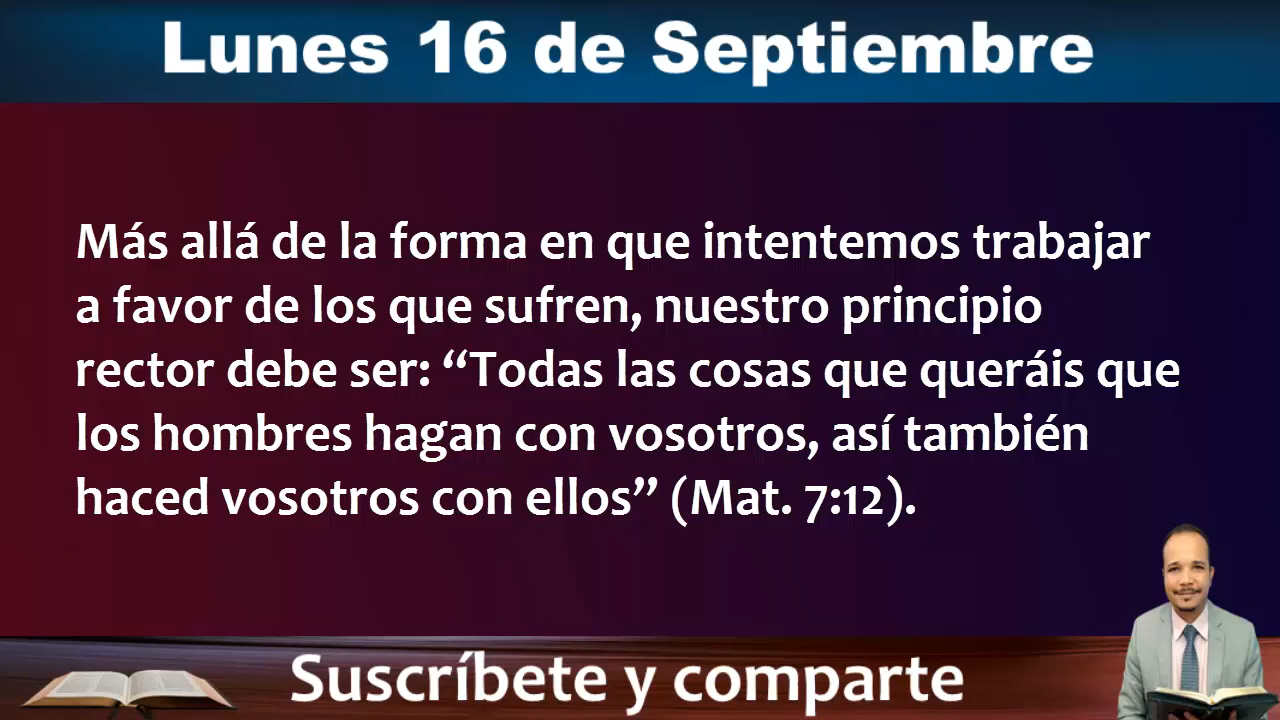 Lunes 16 de Septiembre
Más allá de la forma en que intentemos trabajar
a favor de los que sufren, nuestro principio
rector debe ser: “Todas las cosas que queráis que
los hombres hagan con vosotros, así también
haced vosotros con ellos” (Mat. 7:12).
Suscríbete y comparte